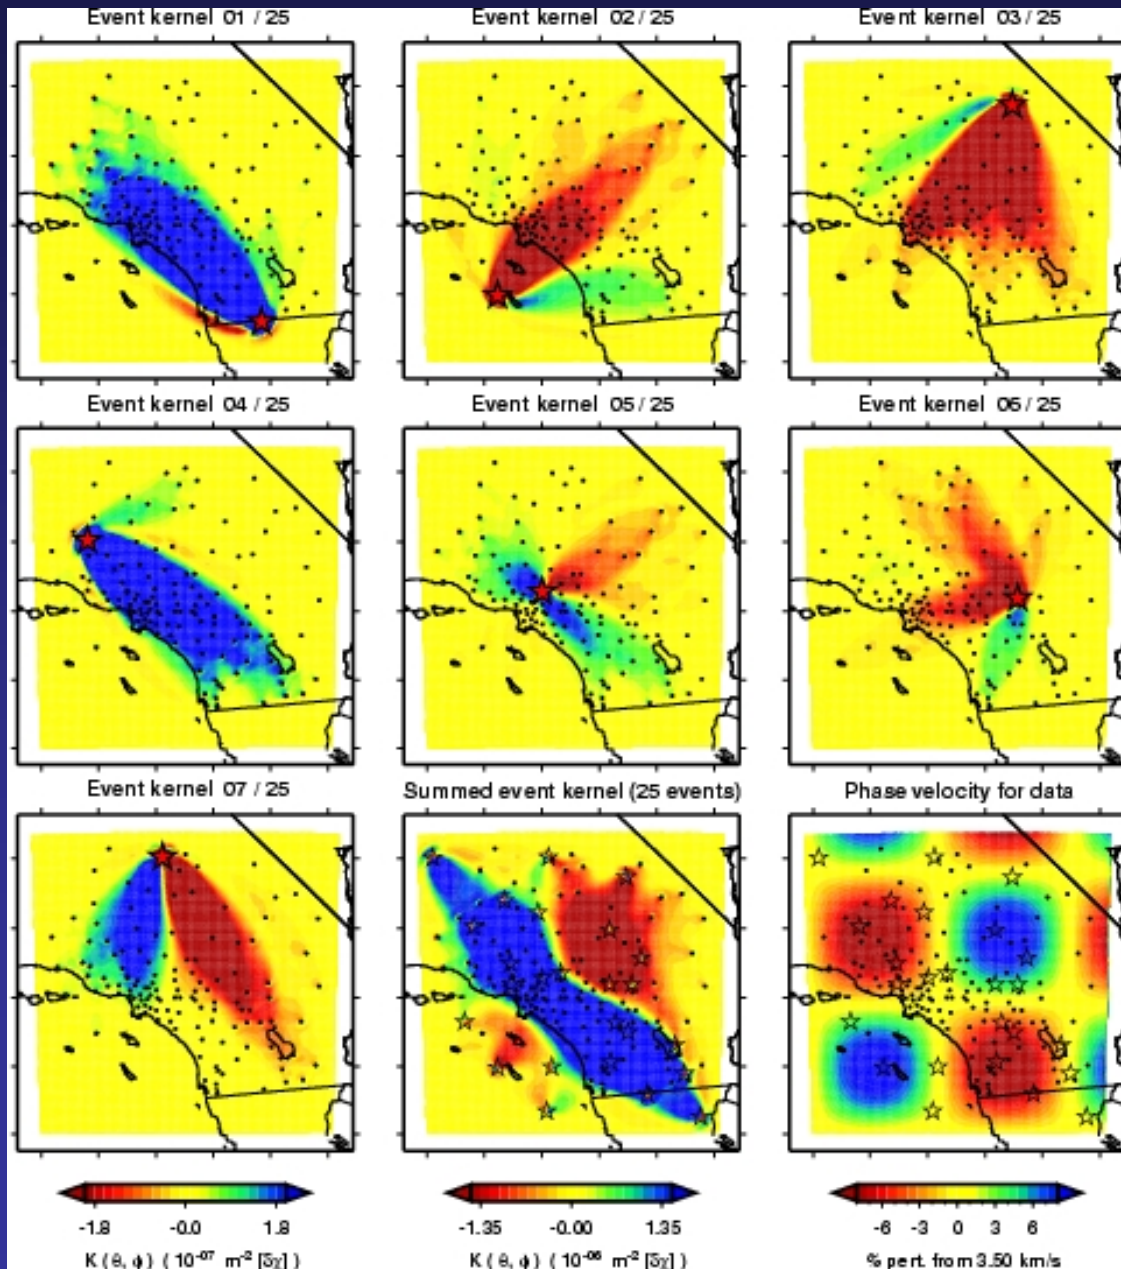 Event kernel 01 / 25
Event kernel 02 / 25
Event kernel 03 / 25
Event kernel 04 / 25
Event kernel 05 / 25
Event kernel 06 / 25
Event kernel 07 / 25
Summed event kernel (25 events)
Phase velocity for data
-1.8 -0.0 1.8
K ( θ, ϕ ) ( 10⁻⁰⁷ m⁻² [δχ] )
-1.35 -0.00 1.35
K ( θ, ϕ ) ( 10⁻⁰⁶ m⁻² [δχ] )
-6 -3 0 3 6
% pert. from 3.50 km/s